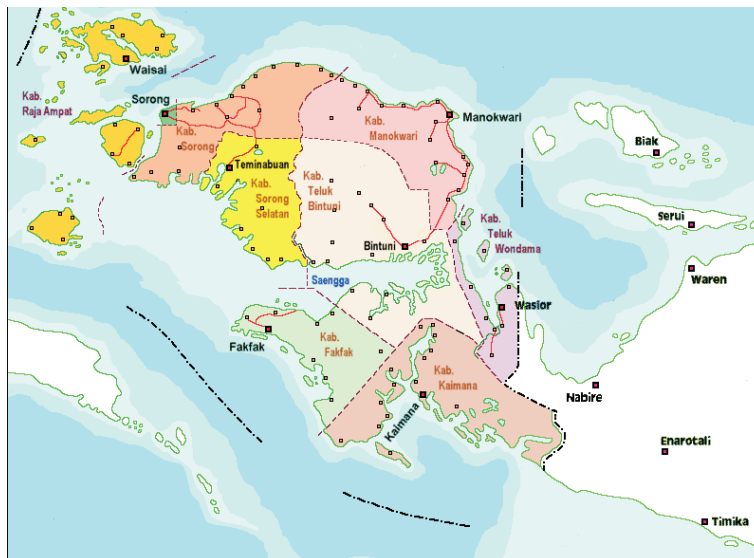 Waisai
Kab.
Raja Ampat
Sorong
Kab.
Sorong
Kab.
Manokwari
Manokwari
Biak
Teminabuan
Kab.
Sorong
Selatan
Kab.
Teluk
Bintugi
Kab.
Teluk
Wondama
Serui
Bintuni
Saengga
Waren
Wasior
Fakfak
Kab.
Fakfak
Kab.
Kaimana
Kaimana
Nabire
Enarotali
Timika